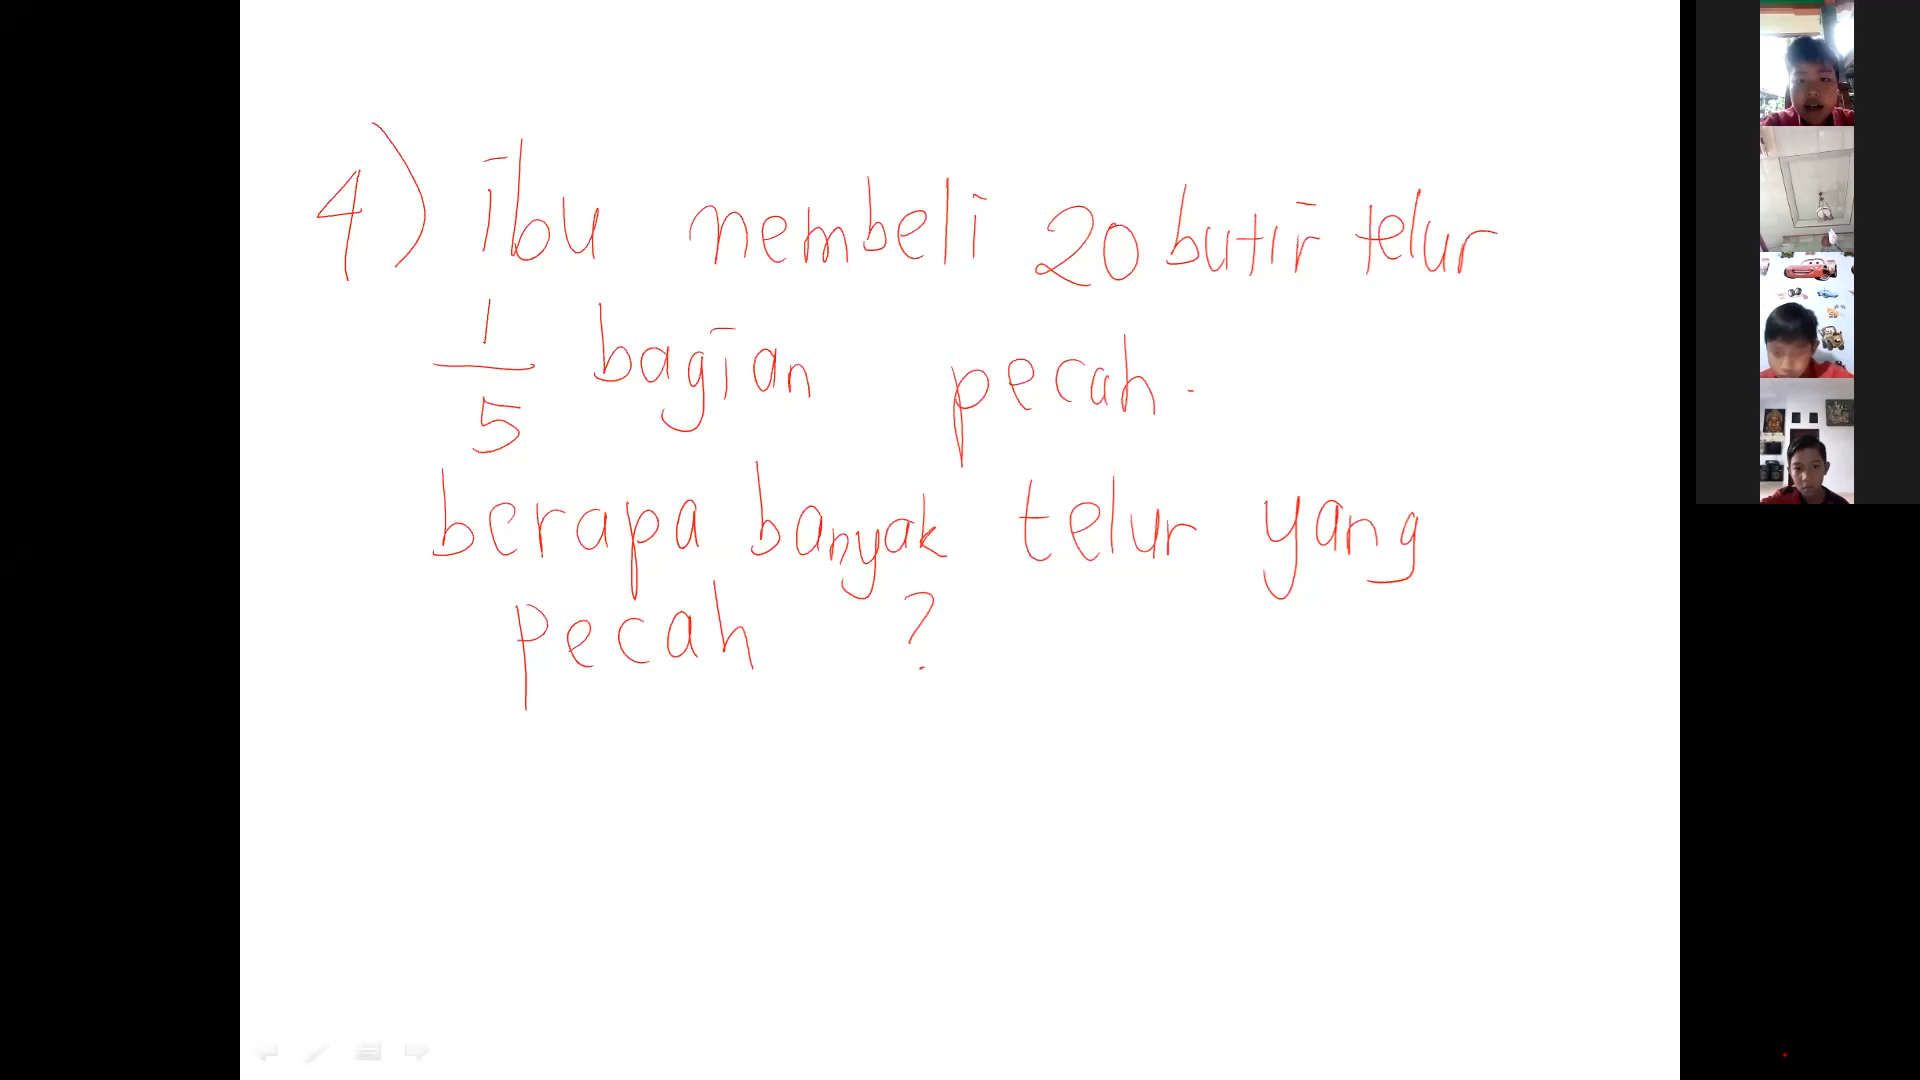 4) ibu membeli 20 butir telur
1/5 bagian pecah.
berapa banyak telur yang
pecah ?